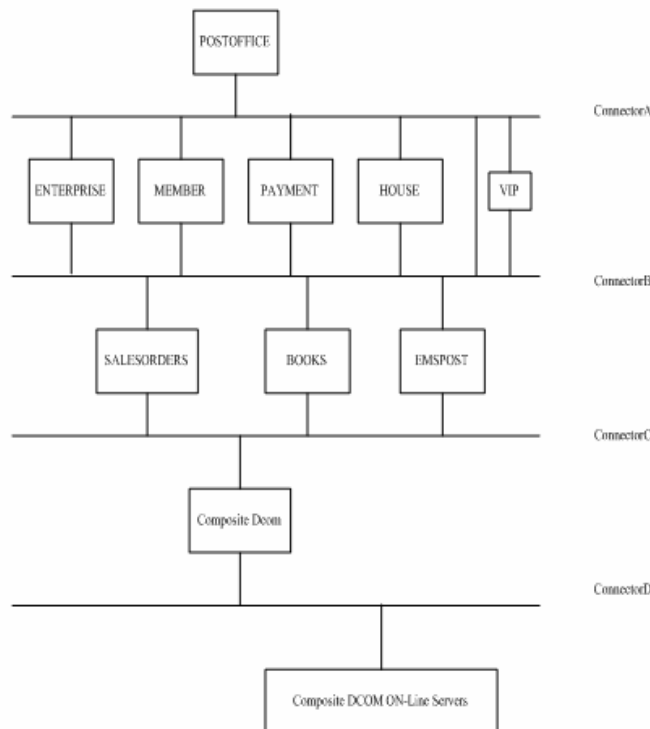 POSTOFFICE
ConnectorA
ENTERPRISE
MEMBER
PAYMENT
HOUSE
VIP
ConnectorB
SALESORDERS
BOOKS
EMSPOST
ConnectorC
Composite Dcom
ConnectorD
Composite DCOM ON-Line Servers